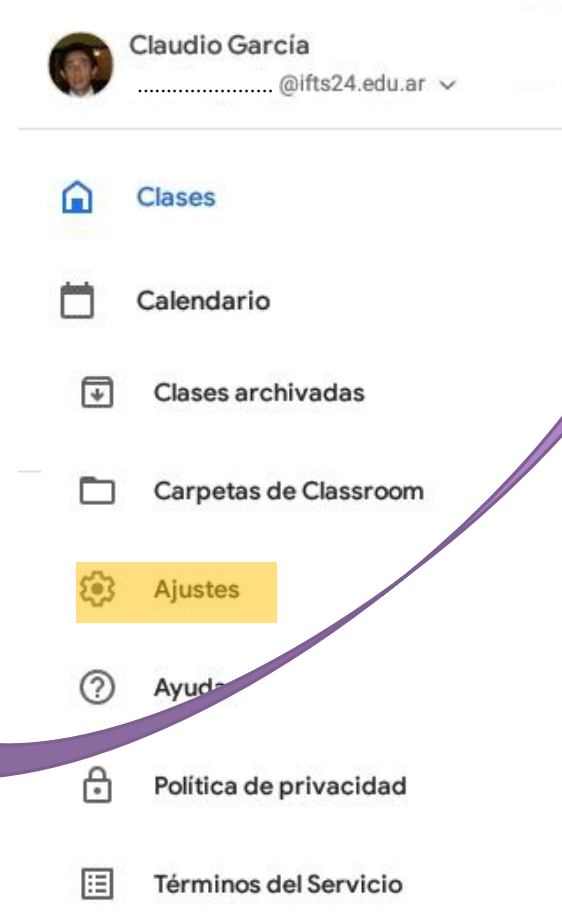 Claudio García
....................... @ifts24.edu.ar
Clases
Calendario
Clases archivadas
Carpetas de Classroom
Ajustes
Ayuda
Política de privacidad
Términos del Servicio